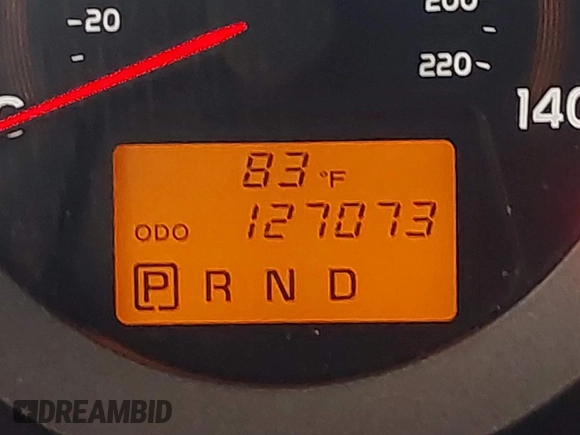 -20
200
220-
140
83 °F
ODO 127073
P R N D
DREAMBID